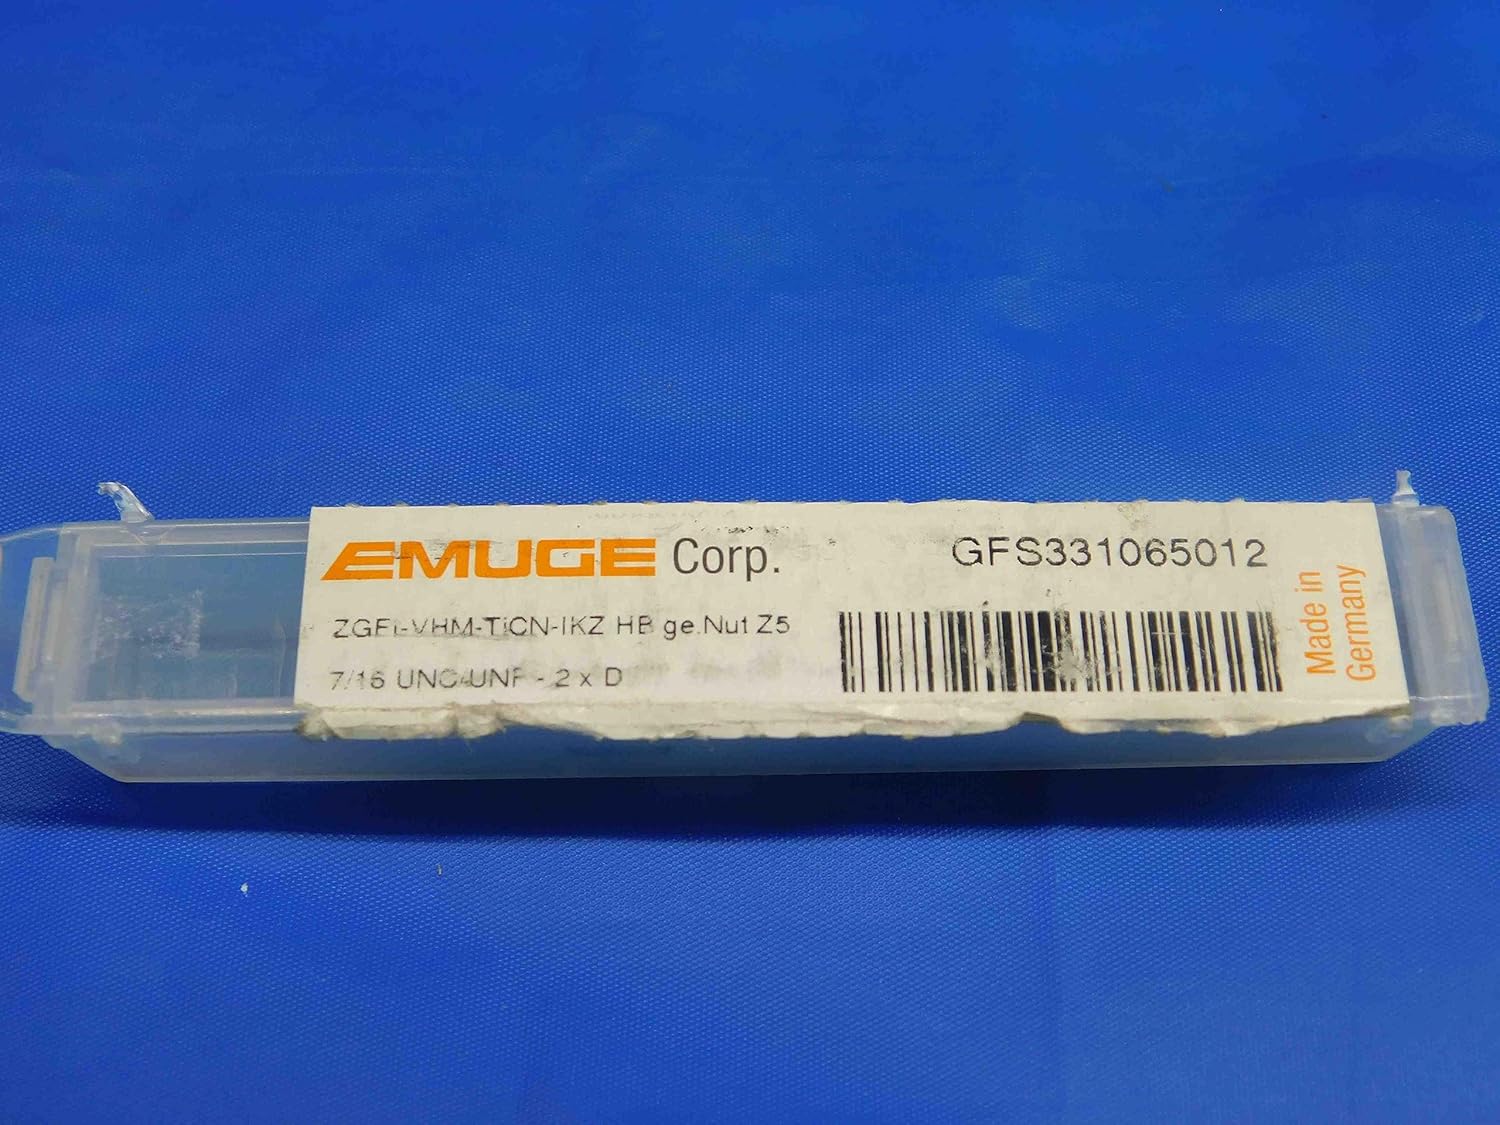 EMUGE Corp.
GFS331065012
ZGFI-VHM-TICN-IKZ HB ge.Nut Z5
7/16 UNC/UNF - 2 x D
Made in
Germany